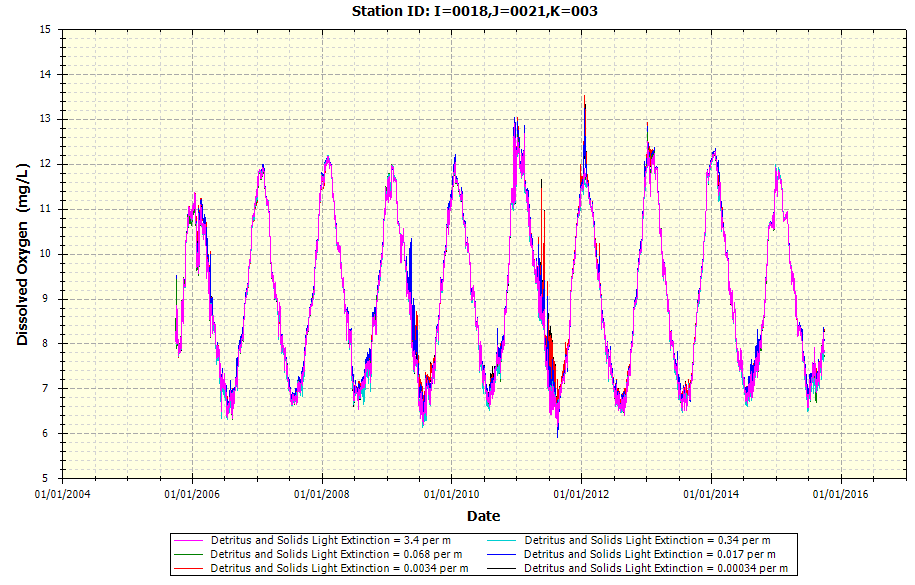 Station ID: I=0018,J=0021,K=003
15
14
13
12
11
10
9
8
7
6
5
Dissolved Oxygen (mg/L)
01/01/2004 01/01/2006 01/01/2008 01/01/2010 01/01/2012 01/01/2014 01/01/2016
Date
Detritus and Solids Light Extinction = 3.4 per m Detritus and Solids Light Extinction = 0.34 per m
Detritus and Solids Light Extinction = 0.068 per m Detritus and Solids Light Extinction = 0.017 per m
Detritus and Solids Light Extinction = 0.0034 per m Detritus and Solids Light Extinction = 0.00034 per m